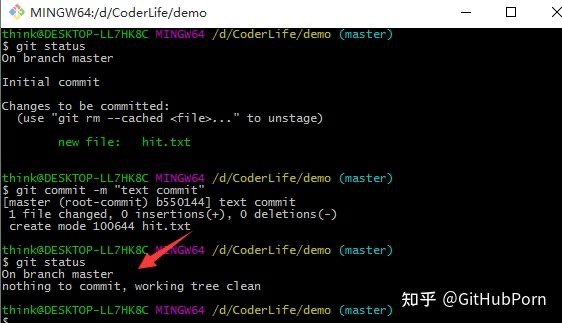 MINGW64:/d/CoderLife/demo
think@DESKTOP-LL7HK8C MINGW64 /d/CoderLife/demo (master)
$ git status
On branch master
Initial commit
Changes to be committed:
(use "git rm --cached <file>..." to unstage)
new file: hit.txt
think@DESKTOP-LL7HK8C MINGW64 /d/CoderLife/demo (master)
$ git commit -m "text commit"
[master (root-commit) b550144] text commit
1 file changed, 0 insertions(+), 0 deletions(-)
create mode 100644 hit.txt
think@DESKTOP-LL7HK8C MINGW64 /d/CoderLife/demo (master)
$ git status
On branch master
nothing to commit, working tree clean
think@DESKTOP-LL7HK8C MINGW64 /d/CoderLife/demo (master)
$
知乎 @GitHubPorn